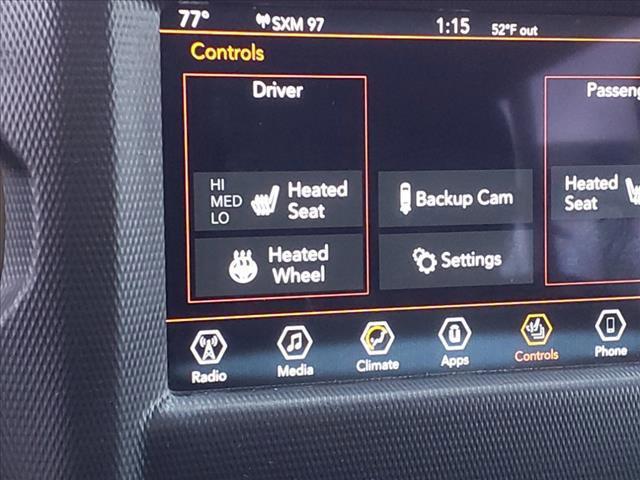 77° SXM 97 1:15 52°F out
Controls
Driver
Passeng
HI
MED
LO
Heated
Seat
Backup Cam
Heated
Seat
Heated
Wheel
Settings
Radio
Media
Climate
Apps
Controls
Phone